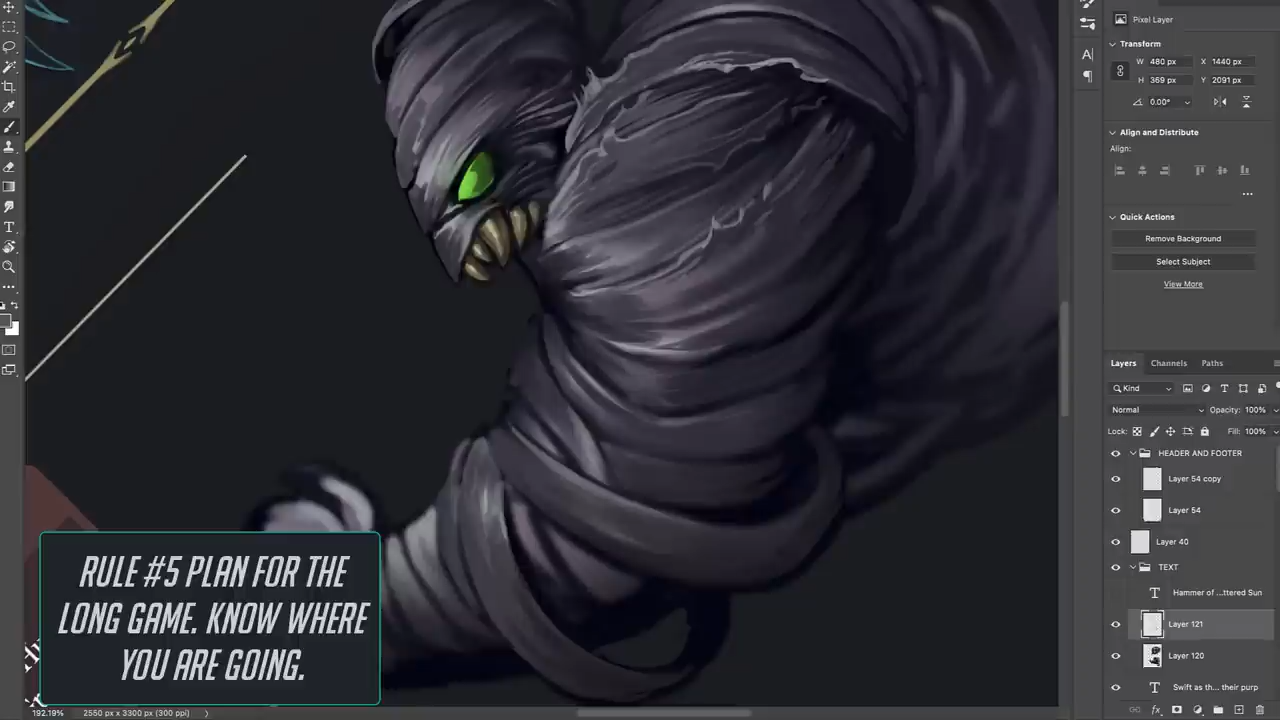 Pixel Layer
Transform
W 480 px X 1440 px
H 369 px Y 2091 px
0.00°
Align and Distribute
Align:
Quick Actions
Remove Background
Select Subject
View More
Layers Channels Paths
Kind
Normal Opacity: 100%
Lock: Fill: 100%
HEADER AND FOOTER
Layer 54 copy
Layer 54
Layer 40
TEXT
Hammer of ...ttered Sun
Layer 121
Layer 120
Swift as th... their purp
RULE #5 PLAN FOR THE
LONG GAME. KNOW WHERE
YOU ARE GOING.
192.19% 2550 px x 3300 px (300 ppi)